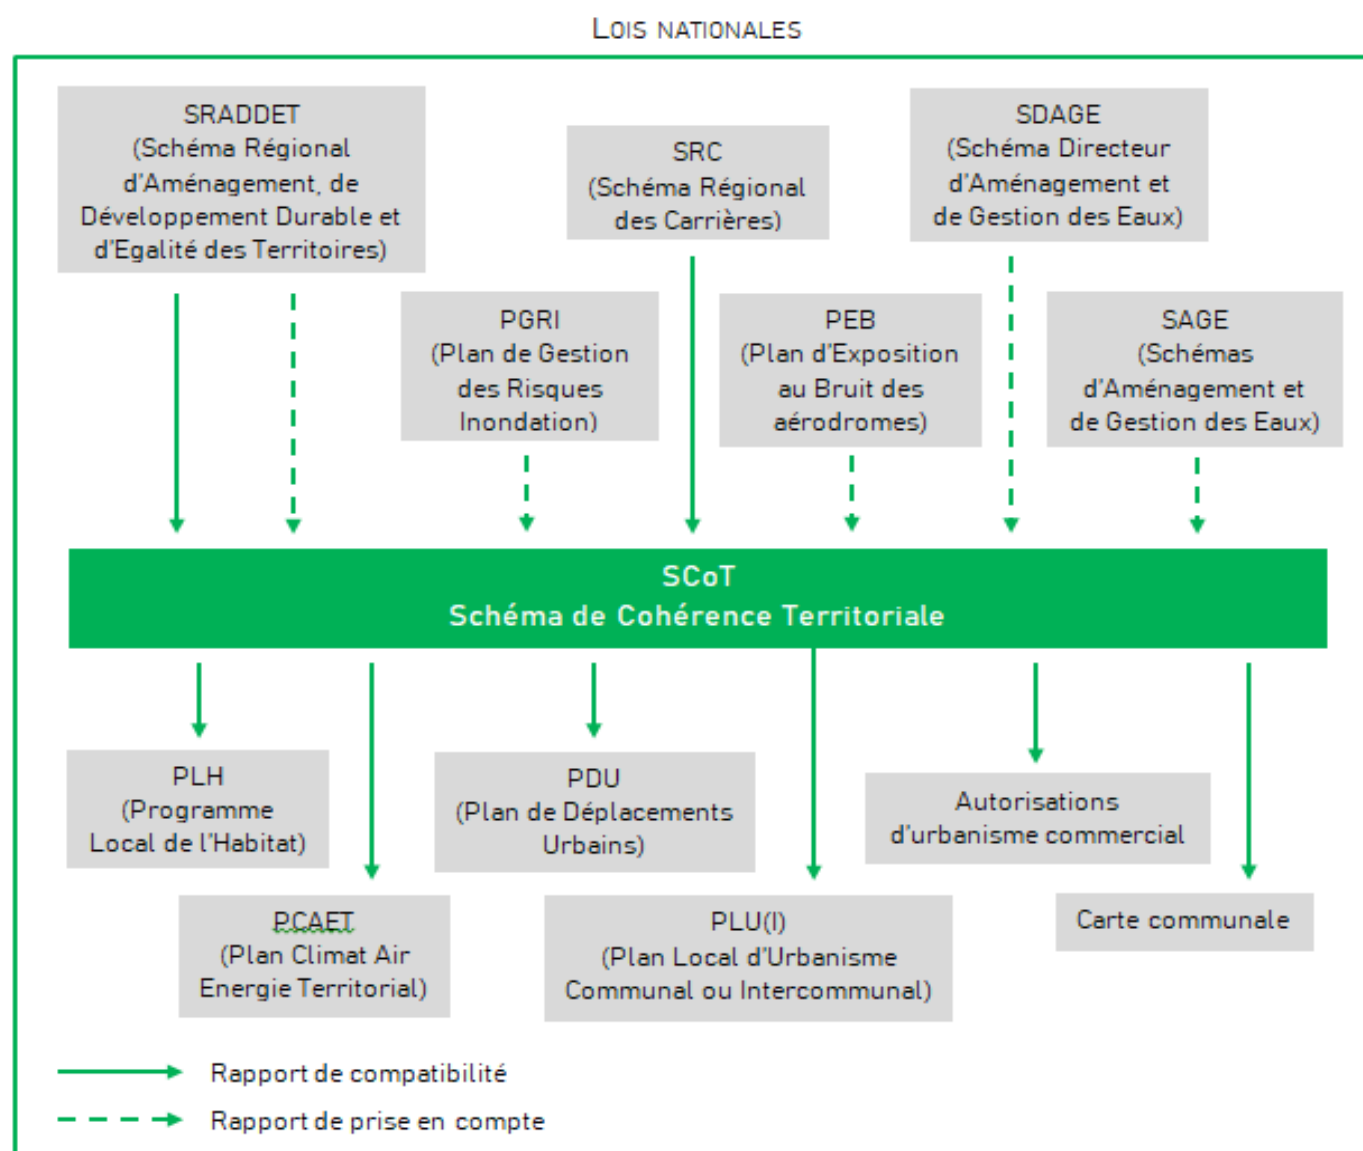 LOIS NATIONALES
SRADDET
(Schéma Régional
d'Aménagement, de
Développement Durable et
d'Egalité des Territoires)
SRC
(Schéma Régional
des Carrières)
SDAGE
(Schéma Directeur
d'Aménagement et
de Gestion des Eaux)
PGRI
(Plan de Gestion
des Risques
Inondation)
PEB
(Plan d'Exposition
au Bruit des
aérodromes)
SAGE
(Schémas
d'Aménagement et
de Gestion des Eaux)
SCoT
Schéma de Cohérence Territoriale
PLH
(Programme
Local de l'Habitat)
PDU
(Plan de Déplacements
Urbains)
Autorisations
d'urbanisme commercial
PCAET
(Plan Climat Air
Energie Territorial)
PLU(I)
(Plan Local d'Urbanisme
Communal ou Intercommunal)
Carte communale
Rapport de compatibilité
Rapport de prise en compte